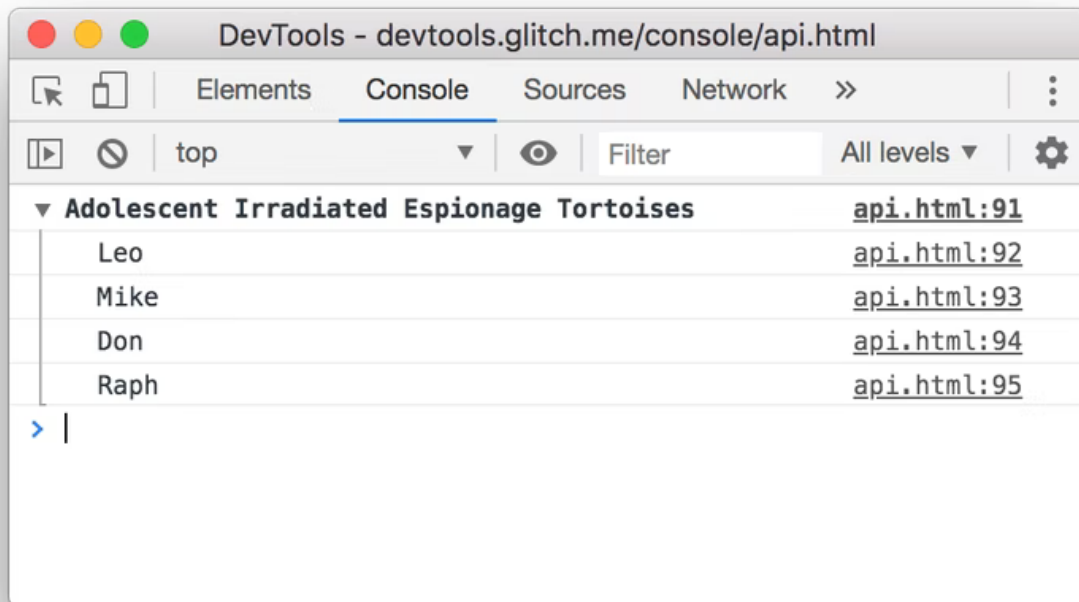 DevTools - devtools.glitch.me/console/api.html
Elements Console Sources Network »
top Filter All levels
Adolescent Irradiated Espionage Tortoises api.html:91
Leo api.html:92
Mike api.html:93
Don api.html:94
Raph api.html:95